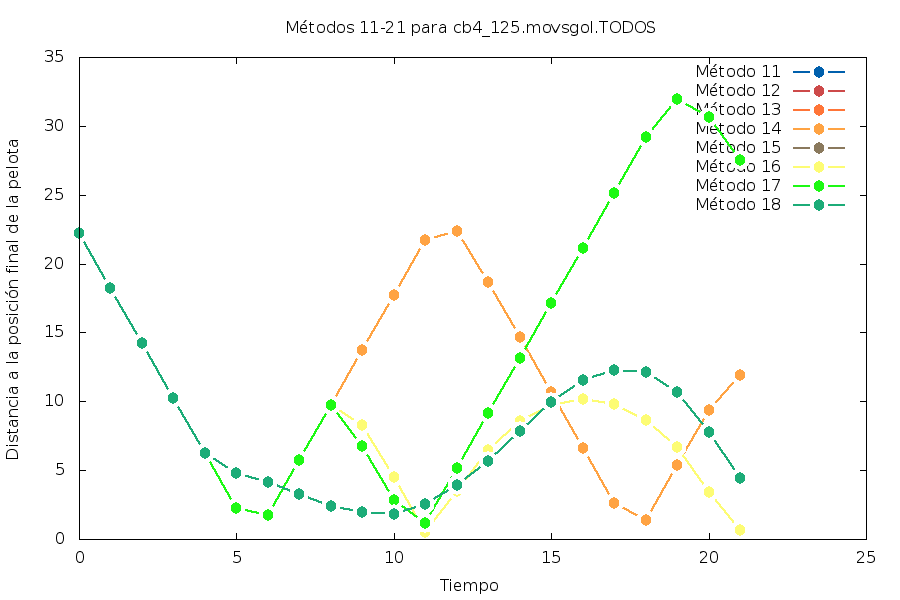 Métodos 11-21 para cb4_125.movsgol.TODOS
Distancia a la posición final de la pelota
35
30
25
20
15
10
5
0
0 5 10 15 20 25
Tiempo
Método 11
Método 12
Método 13
Método 14
Método 15
Método 16
Método 17
Método 18